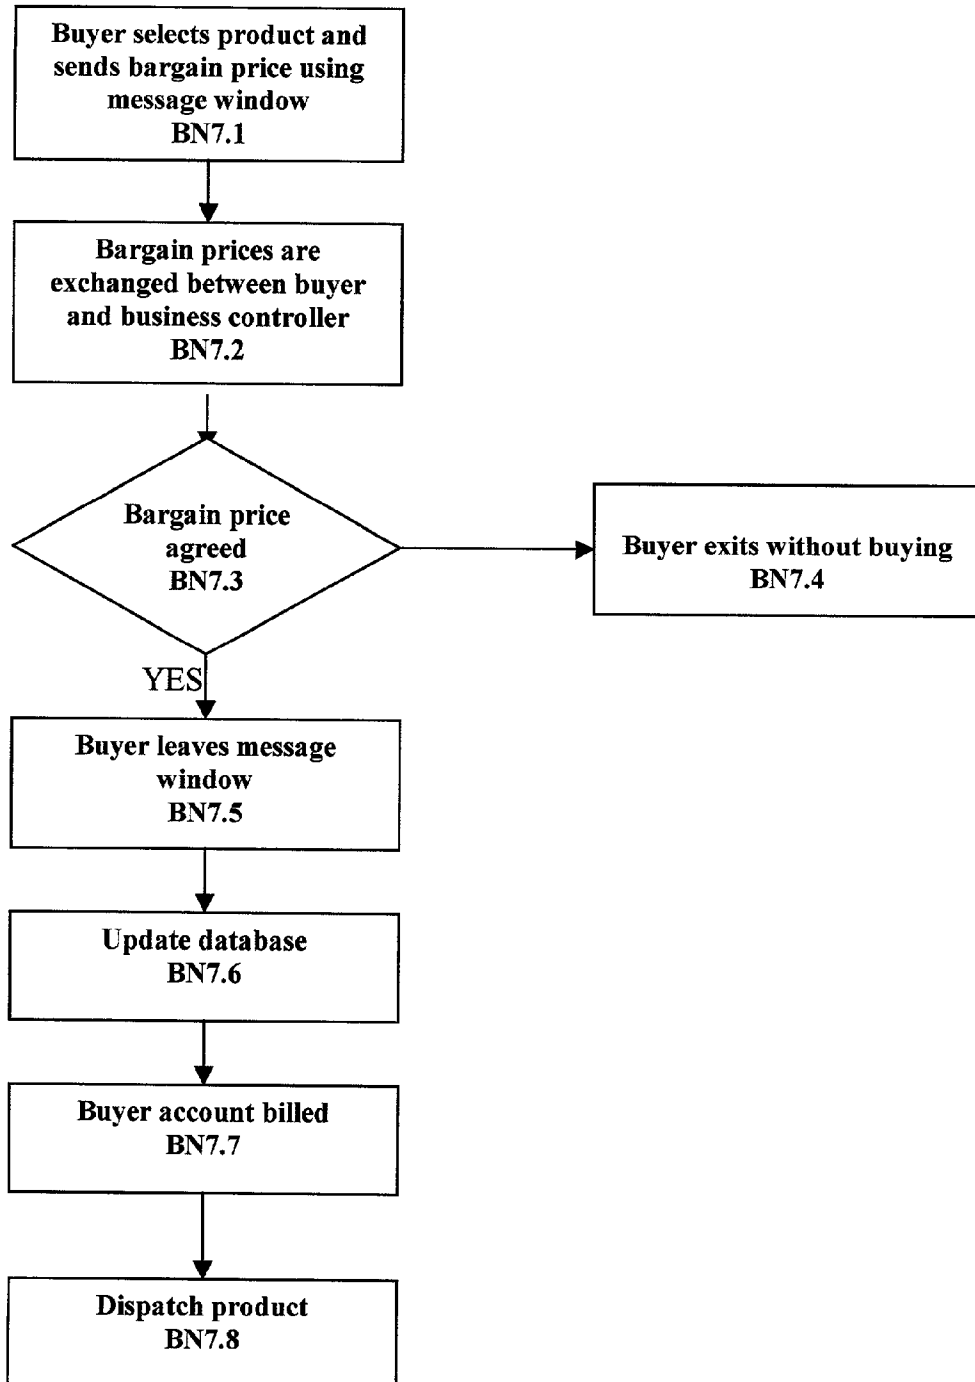 Buyer selects product and
sends bargain price using
message window
BN7.1
Bargain prices are
exchanged between buyer
and business controller
BN7.2
Bargain price
agreed
BN7.3
Buyer exits without buying
BN7.4
YES
Buyer leaves message
window
BN7.5
Update database
BN7.6
Buyer account billed
BN7.7
Dispatch product
BN7.8